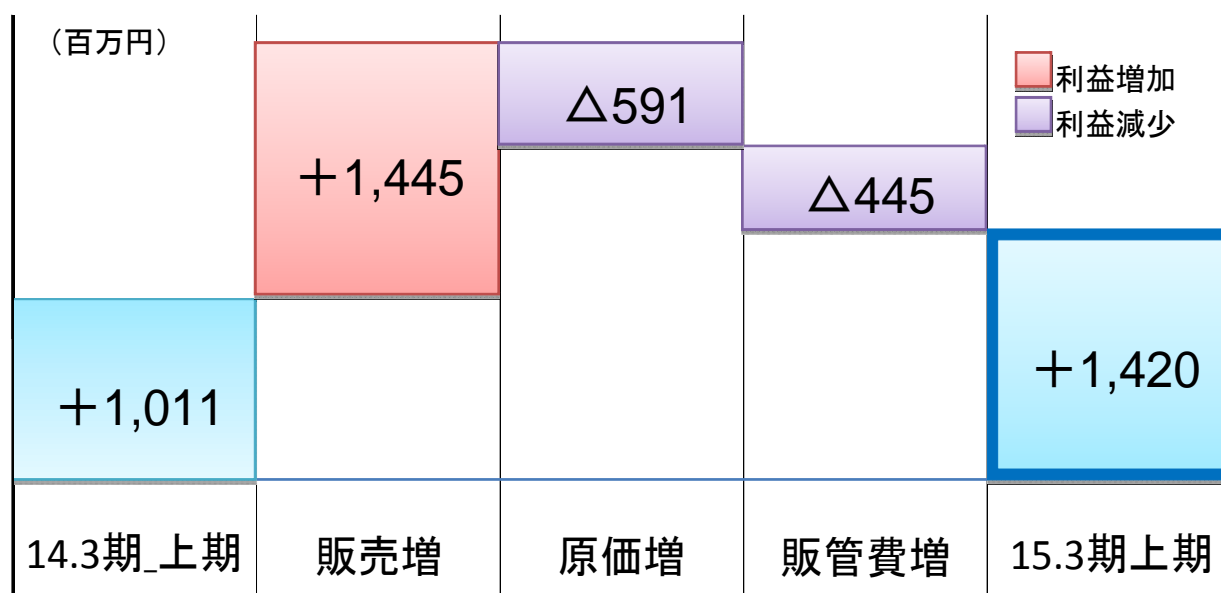 （百万円）
利益増加
利益減少
△591
＋1,445
△445
＋1,420
＋1,011
14.3期_上期
販売増
原価増
販管費増
15.3期上期